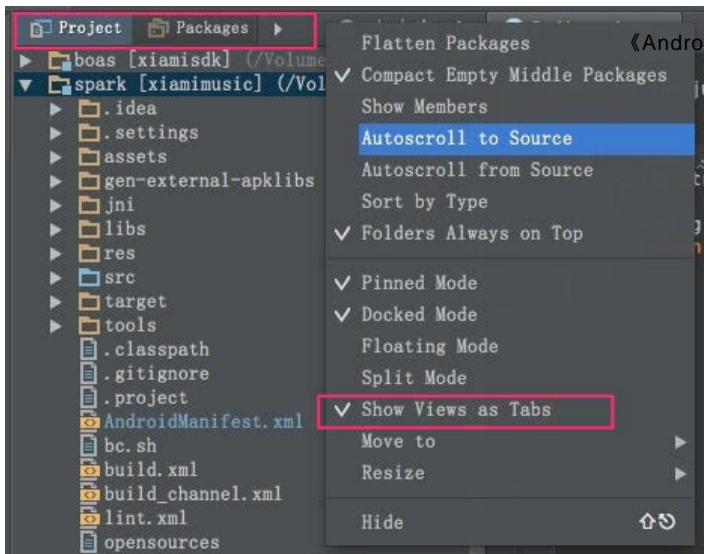 Project Packages
boas [xiamisdk] (/Volume
spark [xiamimusic] (/Vol
.idea
.settings
assets
gen-external-apklibs
jni
libs
res
src
target
tools
.classpath
.gitignore
.project
AndroidManifest.xml
bc.sh
build.xml
build_channel.xml
lint.xml
opensources
Flatten Packages
《Andro
Compact Empty Middle Packages
Show Members
Autoscroll to Source
Autoscroll from Source
Sort by Type
Folders Always on Top
Pinned Mode
Docked Mode
Floating Mode
Split Mode
Show Views as Tabs
Move to
Resize
Hide